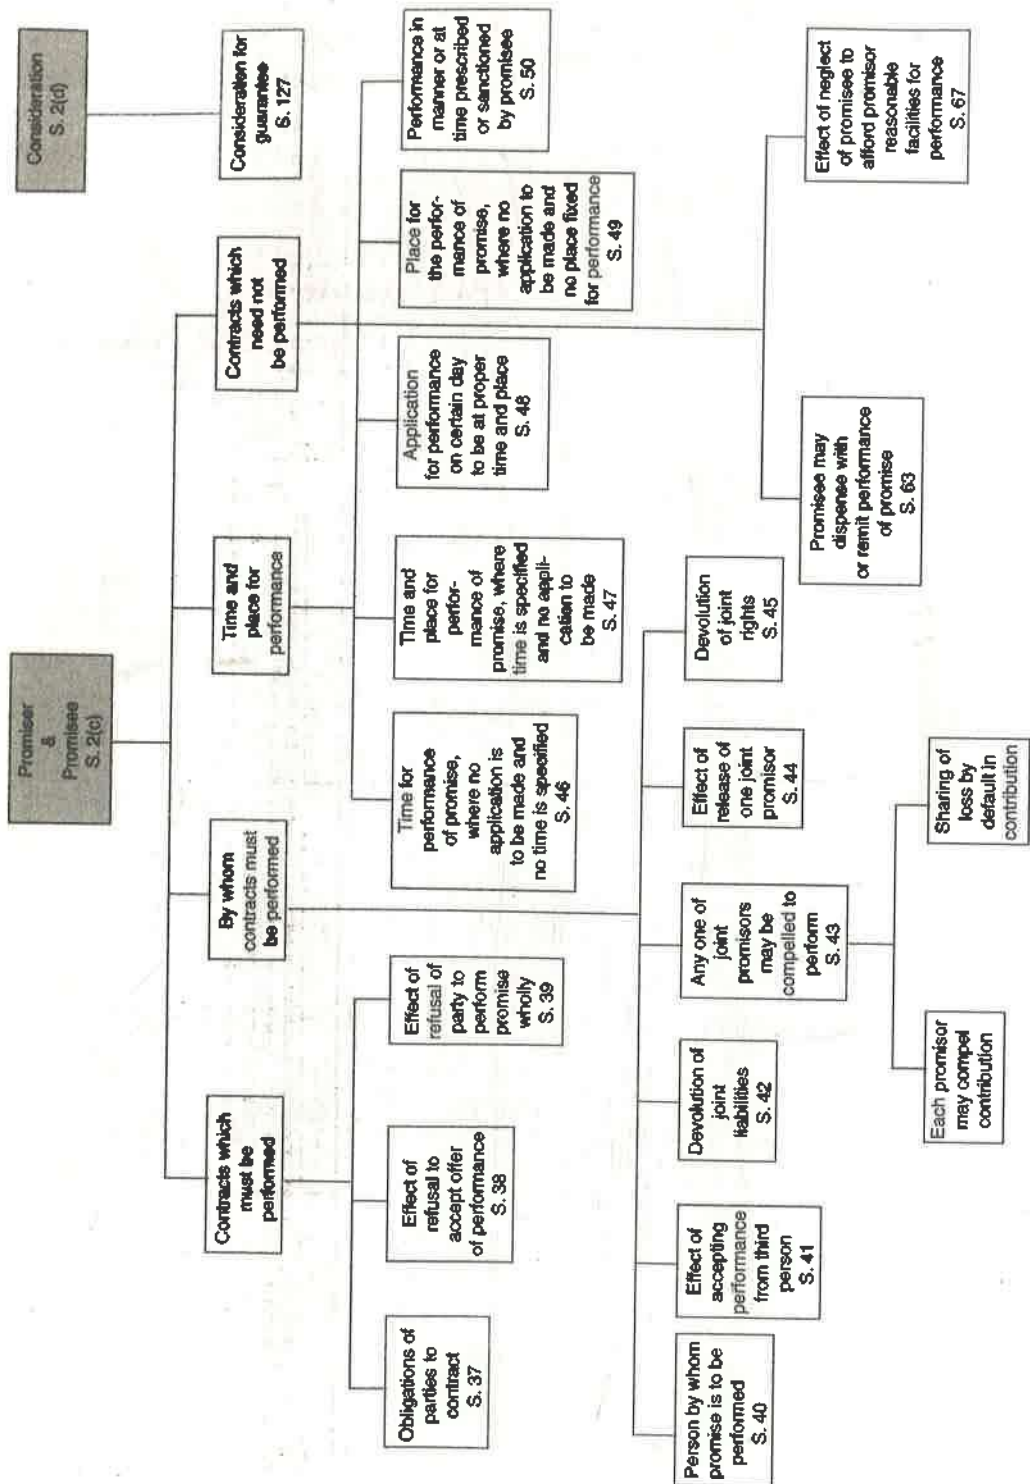 Promiser
&
Promisee
S. 2(c)
Consideration
S. 2(d)
Contracts which
must be
performed
By whom
contracts must
be performed
Time and
place for
performance
Contracts which
need not
be performed
Consideration for
guarantee
S. 127
Obligations of
parties to
contract
S. 37
Effect of
refusal to
accept offer
of performance
S. 38
Effect of
refusal of
party to
perform
promise
wholly
S. 39
Time for
performance
of promise,
where no
application is
to be made and
no time is specified
S. 46
Time and
place for
perfor-
mance of
promise, where
time is specified
and no appli-
cation to
be made
S. 47
Application
for performance
on certain day
to be at proper
time and place
S. 48
Place for
the perfor-
mance of
promise,
where no
application to
be made and
no place fixed
for performance
S. 49
Performance in
manner or at
time prescribed
or sanctioned
by promisee
S. 50
Person by whom
promise is to be
performed
S. 40
Effect of
accepting
performance
from third
person
S. 41
Devolution of
joint
liabilities
S. 42
Any one of
joint
promisors
may be
compelled to
perform
S. 43
Effect of
release of
one joint
promisor
S. 44
Devolution
of joint
rights
S. 45
Promisee may
dispense with
or remit performance
of promise
S. 63
Effect of neglect
of promisee to
afford promisor
reasonable
facilities for
performance
S. 67
Each promisor
may compel
contribution
Sharing of
loss by
default in
contribution